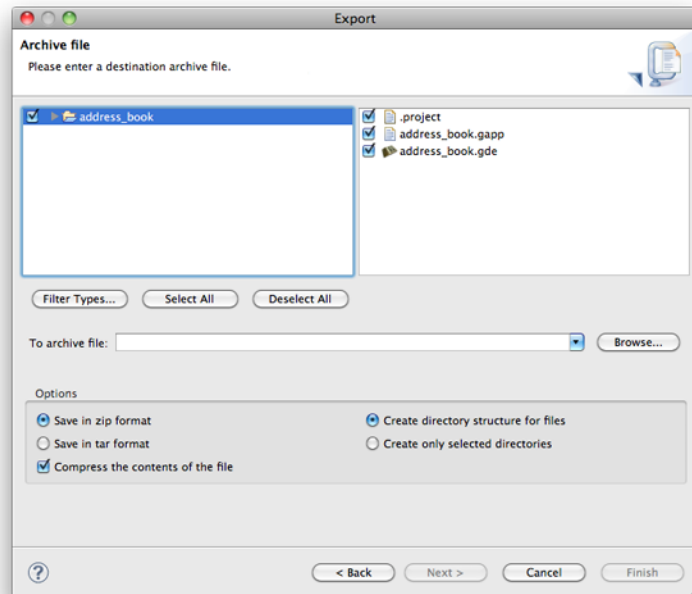 Export
Archive file
Please enter a destination archive file.
address_book
.project
address_book.gapp
address_book.gde
Filter Types...
Select All
Deselect All
To archive file:
Browse...
Options
Save in zip format
Create directory structure for files
Save in tar format
Create only selected directories
Compress the contents of the file
?
< Back
Next >
Cancel
Finish